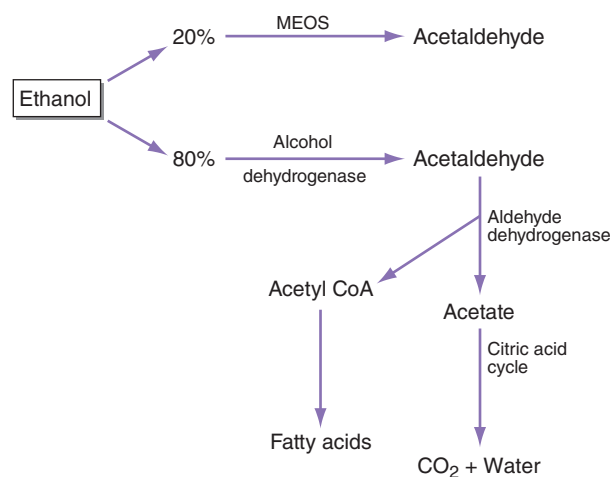 MEOS
20%
Acetaldehyde
Ethanol
80%
Alcohol
dehydrogenase
Acetaldehyde
Aldehyde
dehydrogenase
Acetyl CoA
Acetate
Citric acid
cycle
Fatty acids
CO₂ + Water